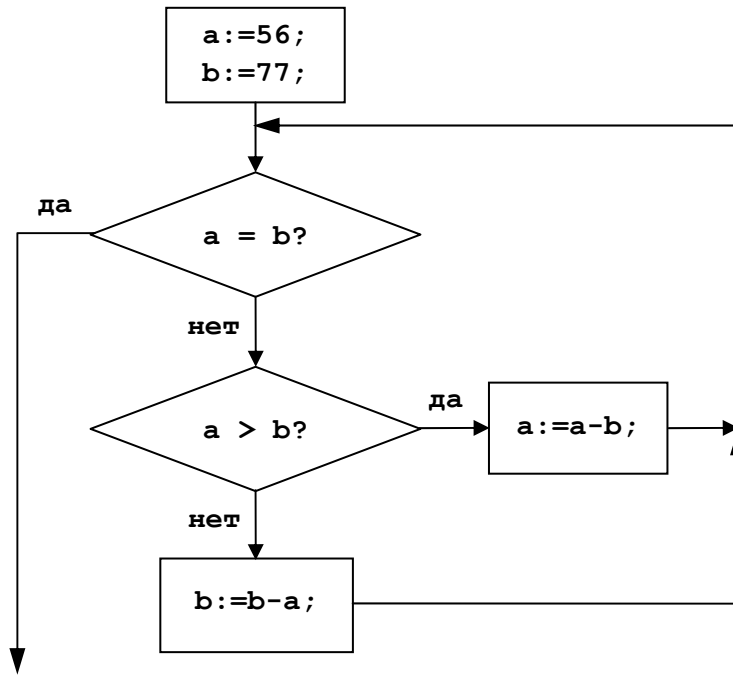 a:=56;
b:=77;
да
a = b?
нет
a > b?
да
a:=a-b;
нет
b:=b-a;